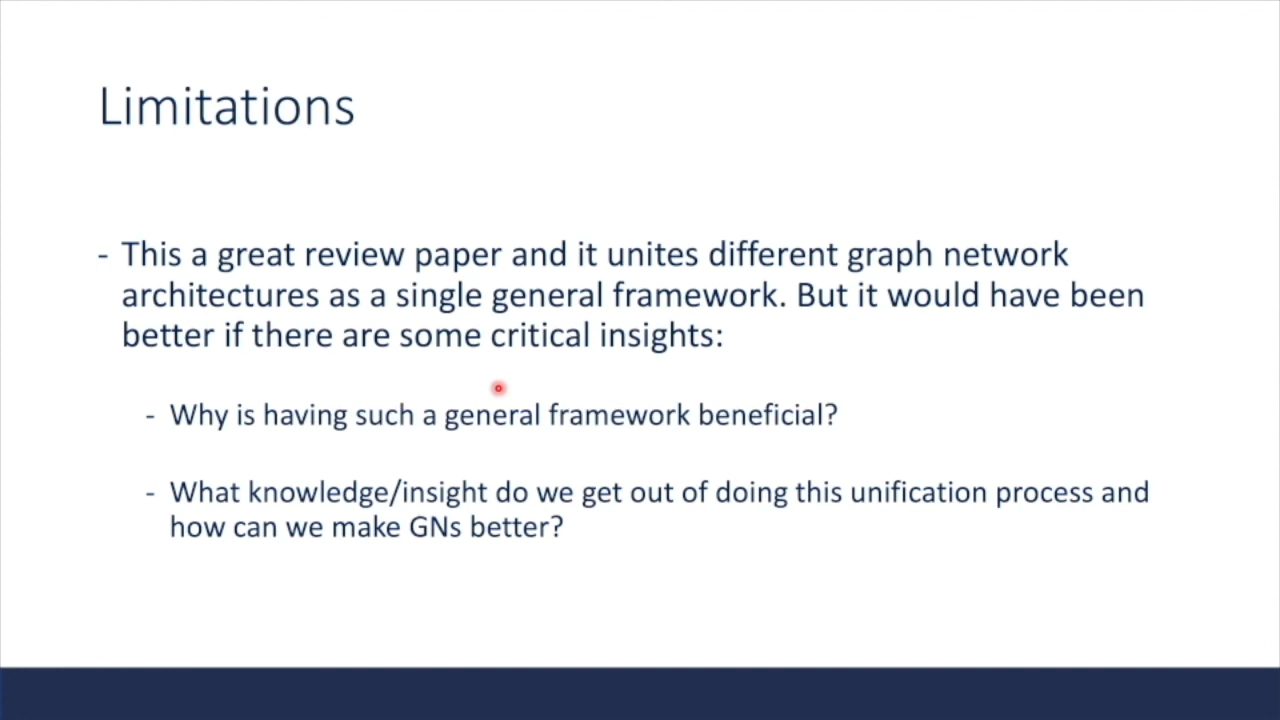 Limitations
- This a great review paper and it unites different graph network
architectures as a single general framework. But it would have been
better if there are some critical insights:
- Why is having such a general framework beneficial?
- What knowledge/insight do we get out of doing this unification process and
how can we make GNs better?